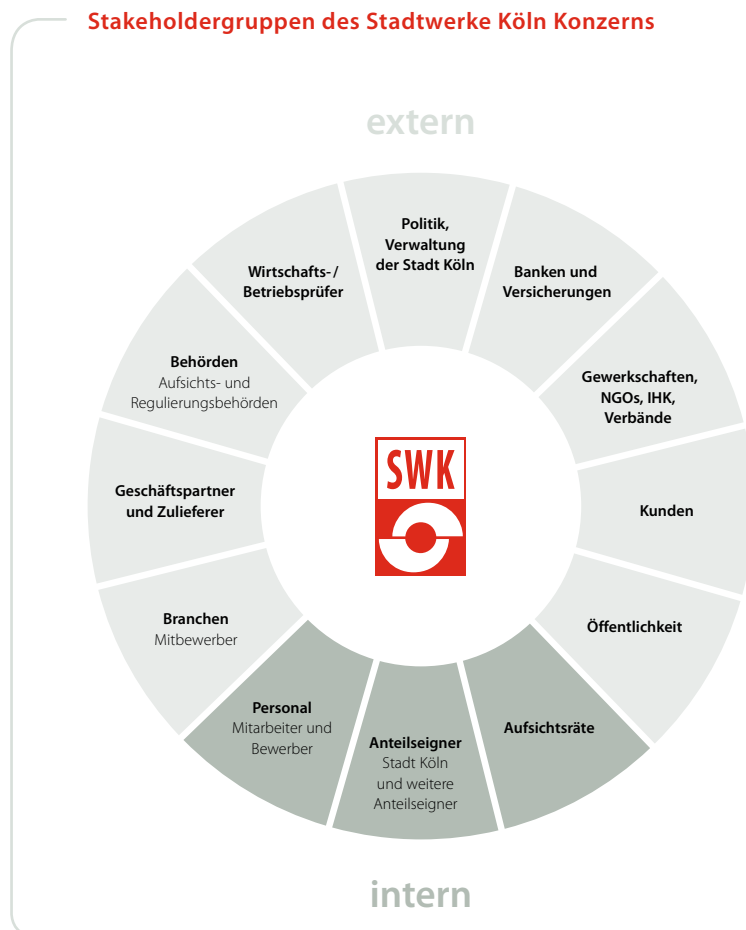 Stakeholdergruppen des Stadtwerke Köln Konzerns
extern
Politik,
Verwaltung
der Stadt Köln
Banken und
Versicherungen
Gewerkschaften,
NGOs, IHK,
Verbände
Kunden
Öffentlichkeit
Aufsichtsräte
Anteilseigner
Stadt Köln
und weitere
Anteilseigner
Personal
Mitarbeiter und
Bewerber
Branchen
Mitbewerber
Geschäftspartner
und Zulieferer
Behörden
Aufsichts- und
Regulierungsbehörden
Wirtschafts-/
Betriebsprüfer
SWK
intern